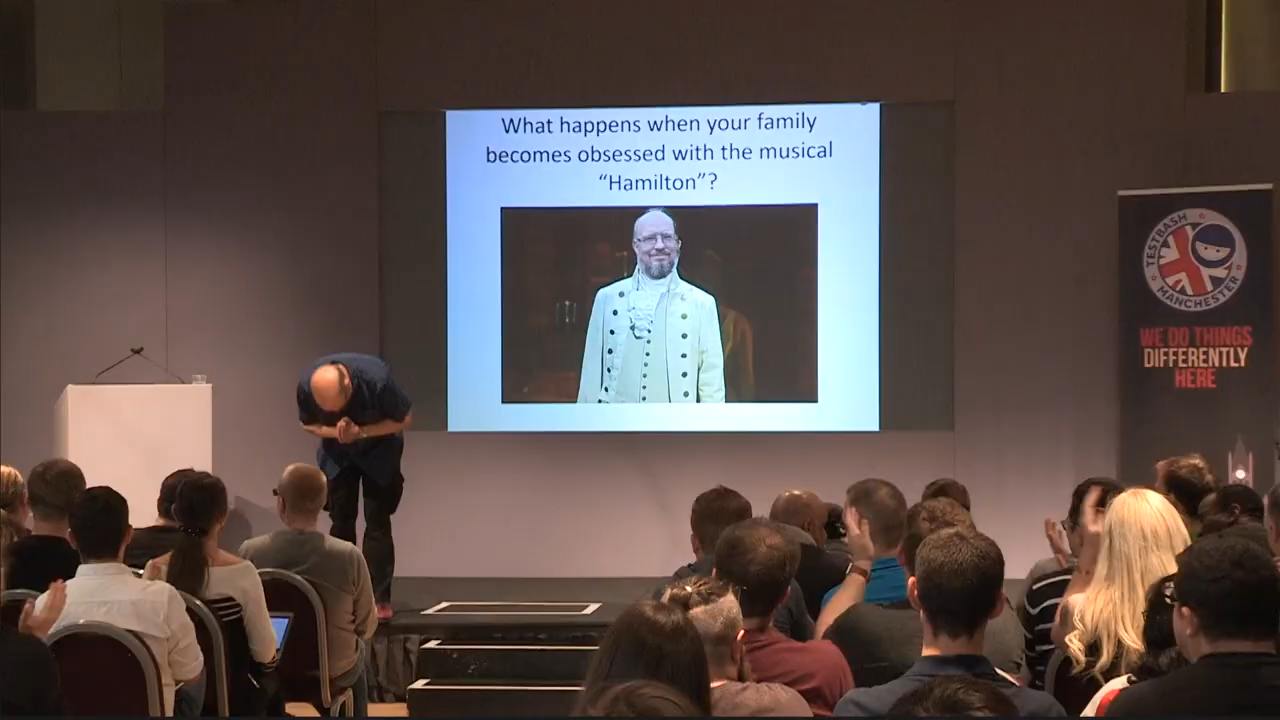 What happens when your family
becomes obsessed with the musical
“Hamilton”?
TESTBASH
MANCHESTER
WE DO THINGS
DIFFERENTLY
HERE